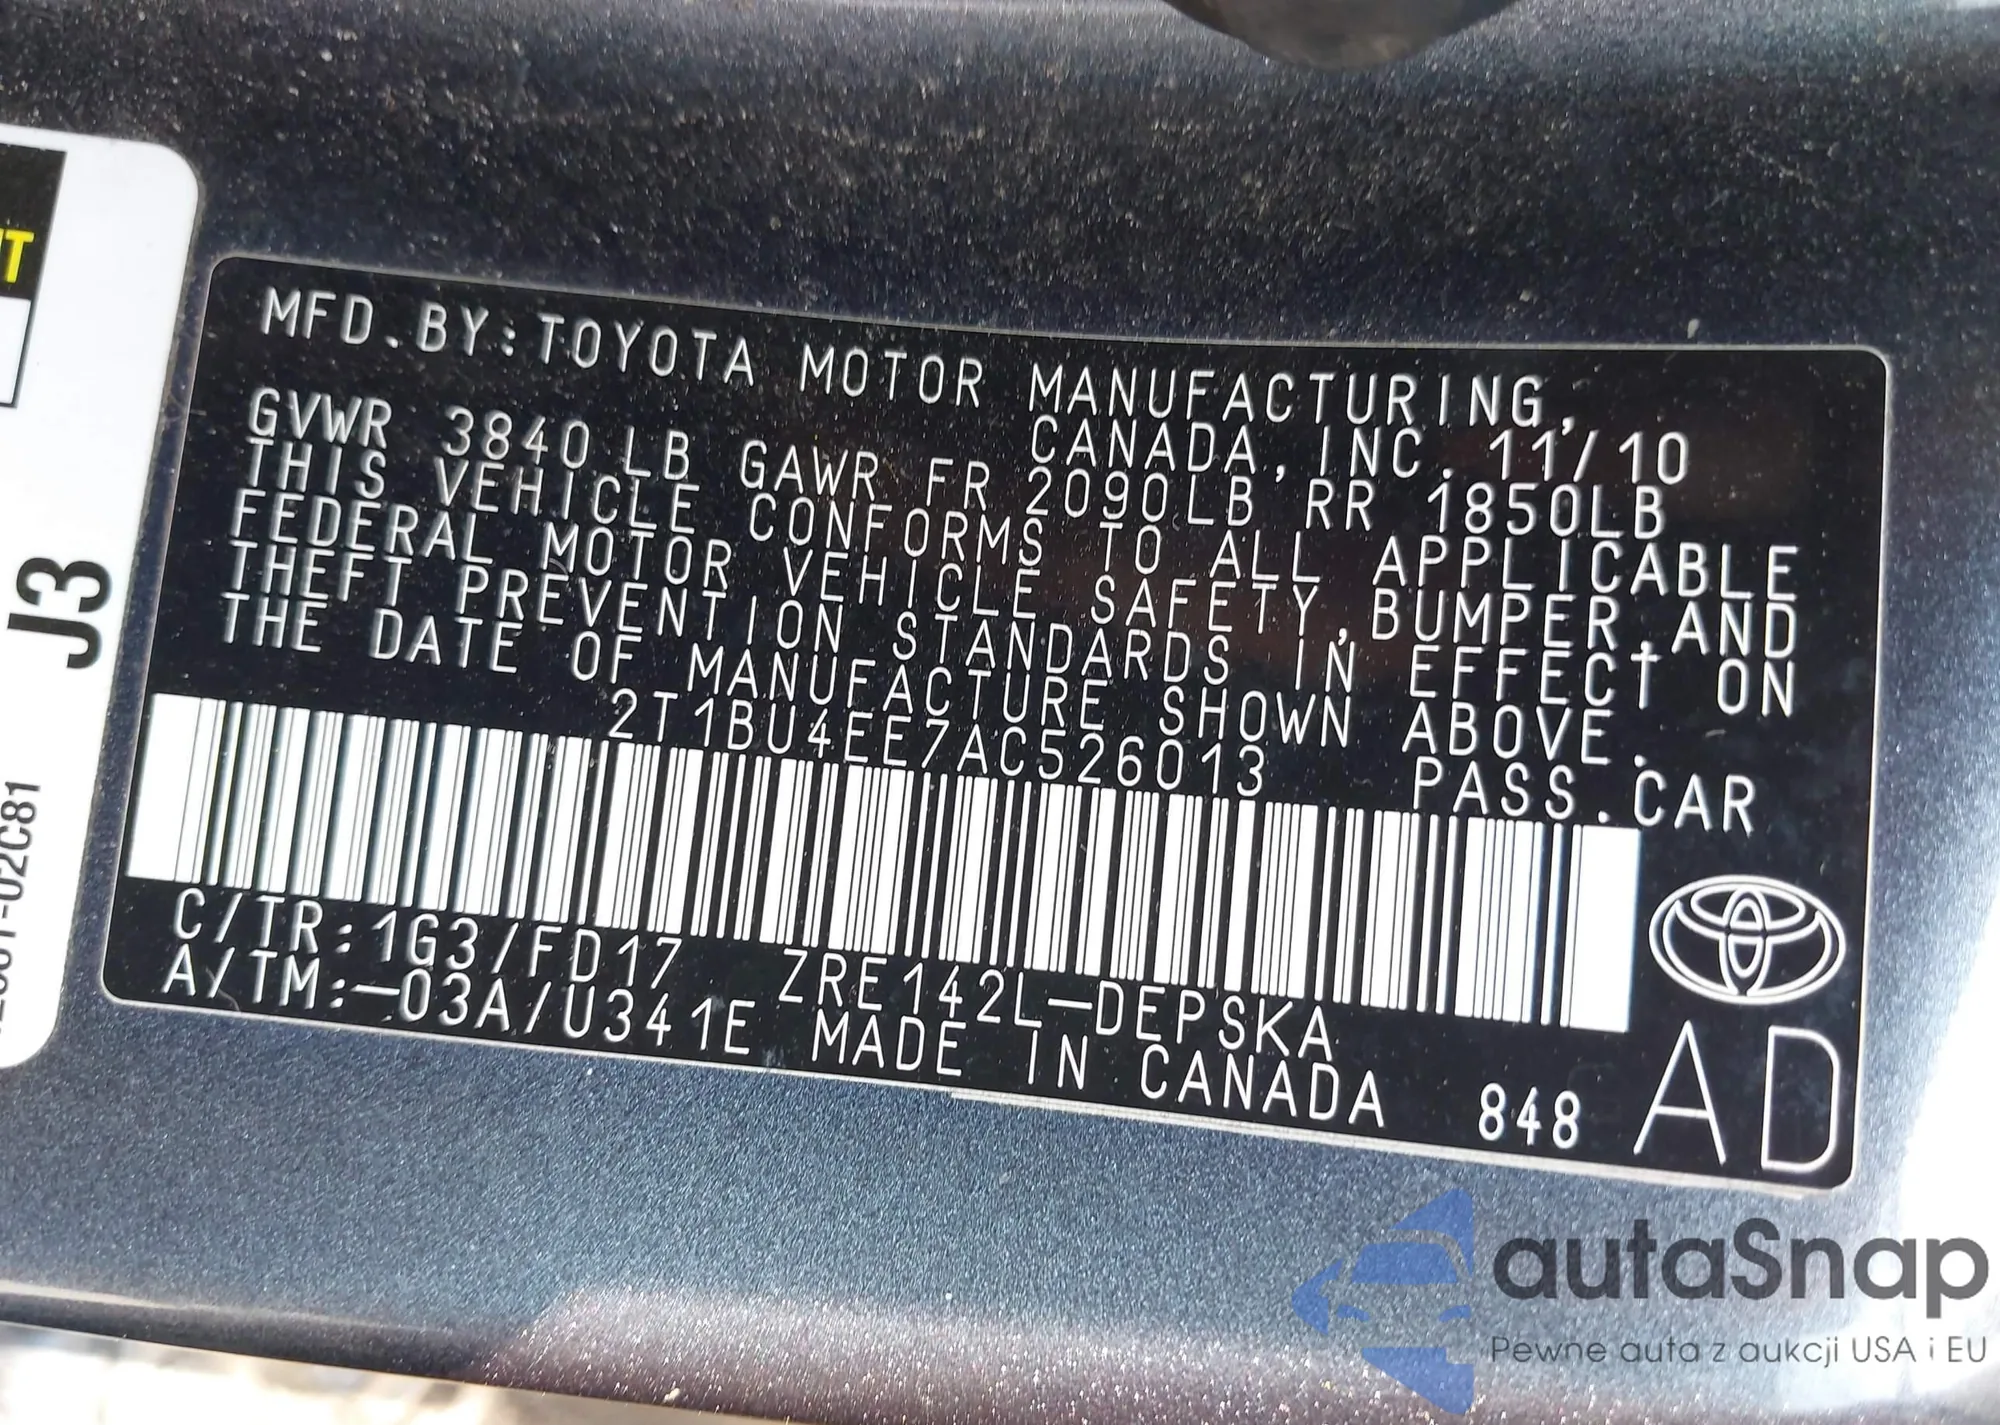 MFD.BY:TOYOTA MOTOR MANUFACTURING,
CANADA,INC. 11/10
GVWR 3840LB GAWR FR 2090LB RR 1850LB
THIS VEHICLE CONFORMS TO ALL APPLICABLE
FEDERAL MOTOR VEHICLE SAFETY,BUMPER,AND
THEFT PREVENTION STANDARDS IN EFFECT ON
THE DATE OF MANUFACTURE SHOWN ABOVE.
2T1BU4EE7AC526013 PASS.CAR
C/TR:1G3/FD17 ZRE142L-DEPSKA
A/TM:-03A/U341E MADE IN CANADA 848
AD
J3
autaSnap
Pewne auta z aukcji USA i EU